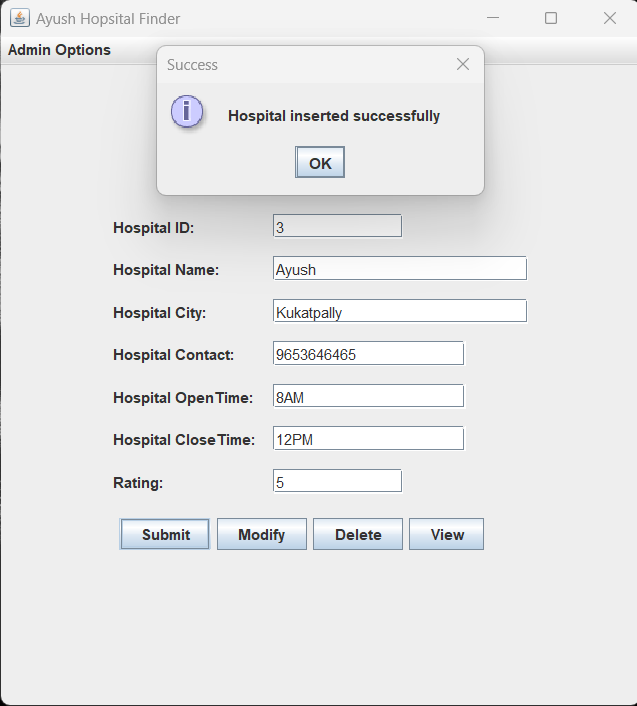 Ayush Hopsital Finder
Admin Options
Success
Hospital inserted successfully
OK
Hospital ID: 3
Hospital Name: Ayush
Hospital City: Kukatpally
Hospital Contact: 9653646465
Hospital OpenTime: 8AM
Hospital CloseTime: 12PM
Rating: 5
Submit Modify Delete View